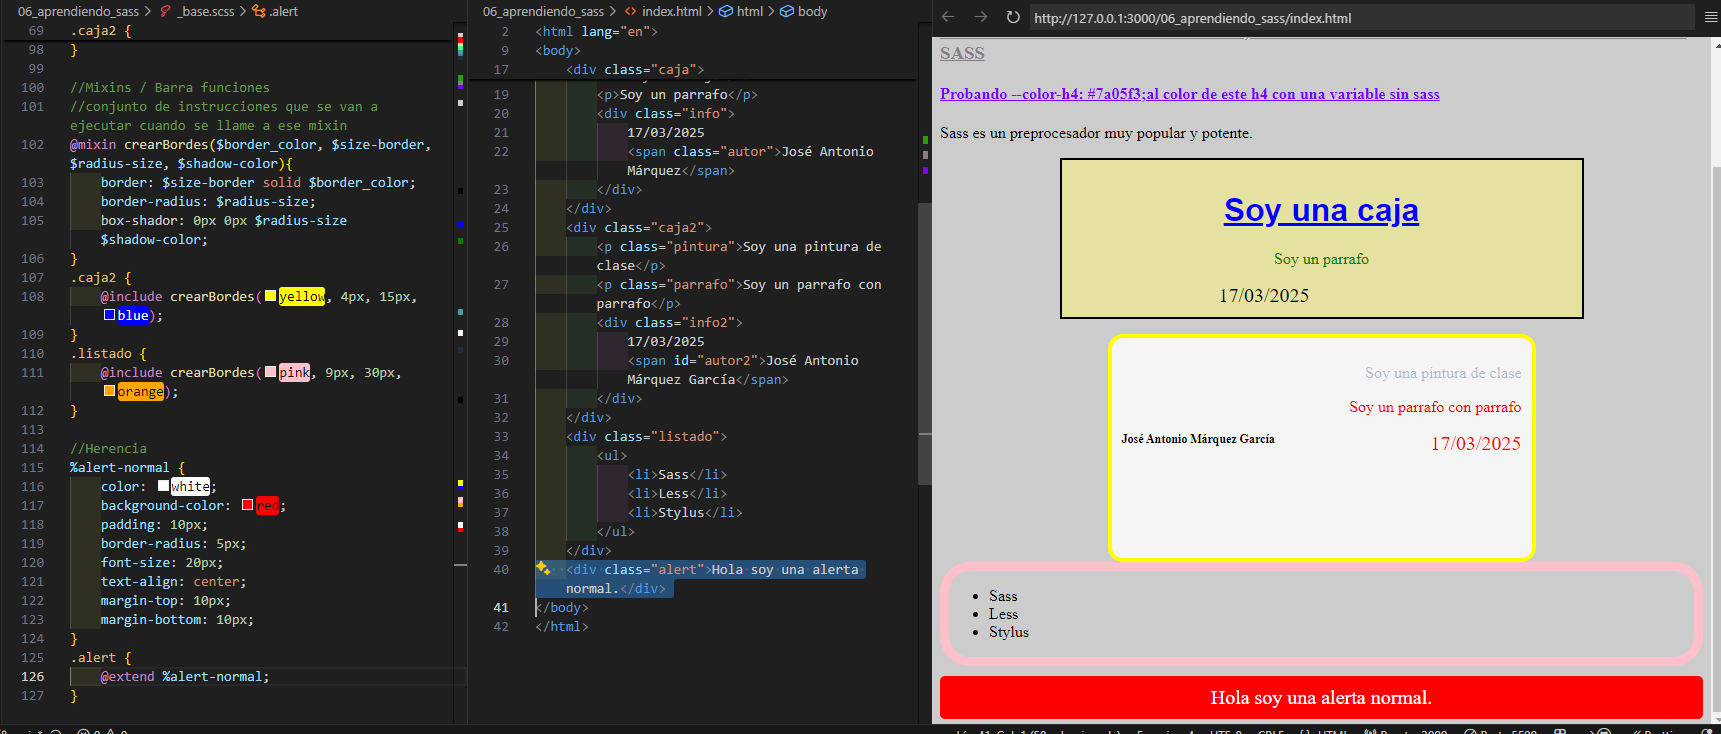 06_aprendiendo_sass > _base.scss > .alert
69 .caja2 {
98 }
99
100 //Mixins / Barra funciones
101 //conjunto de instrucciones que se van a
ejecutar cuando se llame a ese mixin
102 @mixin crearBordes($border_color, $size-border,
$radius-size, $shadow-color){
103 border: $size-border solid $border_color;
104 border-radius: $radius-size;
105 box-shador: 0px 0px $radius-size
$shadow-color;
106 }
107 .caja2 {
108 @include crearBordes(yellow, 4px, 15px,
blue);
109 }
110 .listado {
111 @include crearBordes(pink, 9px, 30px,
orange);
112 }
113
114 //Herencia
115 %alert-normal {
116 color: white;
117 background-color: red;
118 padding: 10px;
119 border-radius: 5px;
120 font-size: 20px;
121 text-align: center;
122 margin-top: 10px;
123 margin-bottom: 10px;
124 }
125 .alert {
126 @extend %alert-normal;
127 }
06_aprendiendo_sass > index.html > html > body
2 <html lang="en">
9 <body>
17 <div class="caja">
19 <p>Soy un parrafo</p>
20 <div class="info">
21 17/03/2025
22 <span class="autor">José Antonio
Márquez</span>
23 </div>
24 </div>
25 <div class="caja2">
26 <p class="pintura">Soy una pintura de
clase</p>
27 <p class="parrafo">Soy un parrafo con
parrafo</p>
28 <div class="info2">
29 17/03/2025
30 <span id="autor2">José Antonio
Márquez García</span>
31 </div>
32 </div>
33 <div class="listado">
34 <ul>
35 <li>Sass</li>
36 <li>Less</li>
37 <li>Stylus</li>
38 </ul>
39 </div>
40 <div class="alert">Hola soy una alerta
normal.</div>
41 </body>
42 </html>
http://127.0.0.1:3000/06_aprendiendo_sass/index.html
SASS
Probando --color-h4: #7a05f3;al color de este h4 con una variable sin sass
Sass es un preprocesador muy popular y potente.
Soy una caja
Soy un parrafo
17/03/2025
Soy una pintura de clase
Soy un parrafo con parrafo
José Antonio Márquez García 17/03/2025
• Sass
• Less
• Stylus
Hola soy una alerta normal.